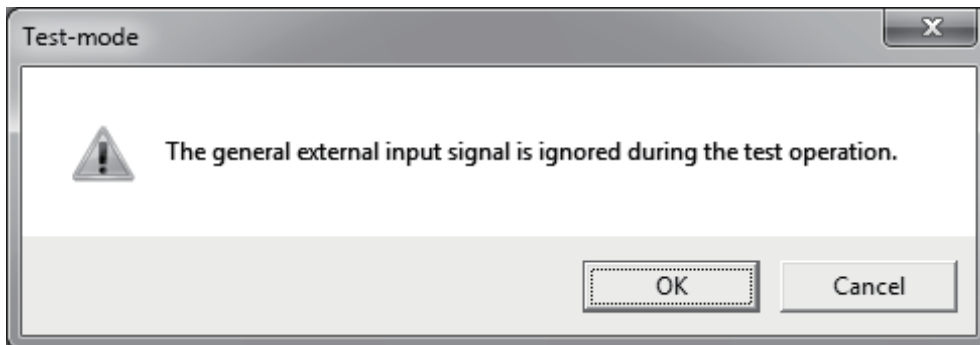 Test-mode
The general external input signal is ignored during the test operation.
OK
Cancel